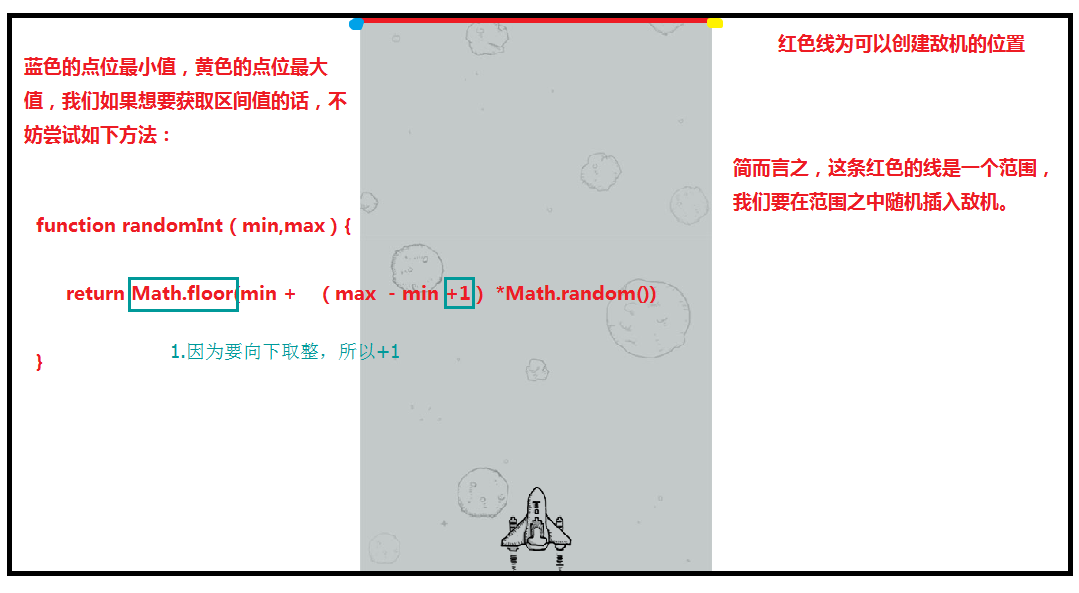 红色线为可以创建敌机的位置
蓝色的点位最小值，黄色的点位最大
值，我们如果想要获取区间值的话，不
妨尝试如下方法：
简而言之，这条红色的线是一个范围，
我们要在范围之中随机插入敌机。
function randomInt（min,max）{
return Math.floor(min + （max - min +1）*Math.random())
1.因为要向下取整，所以+1
}